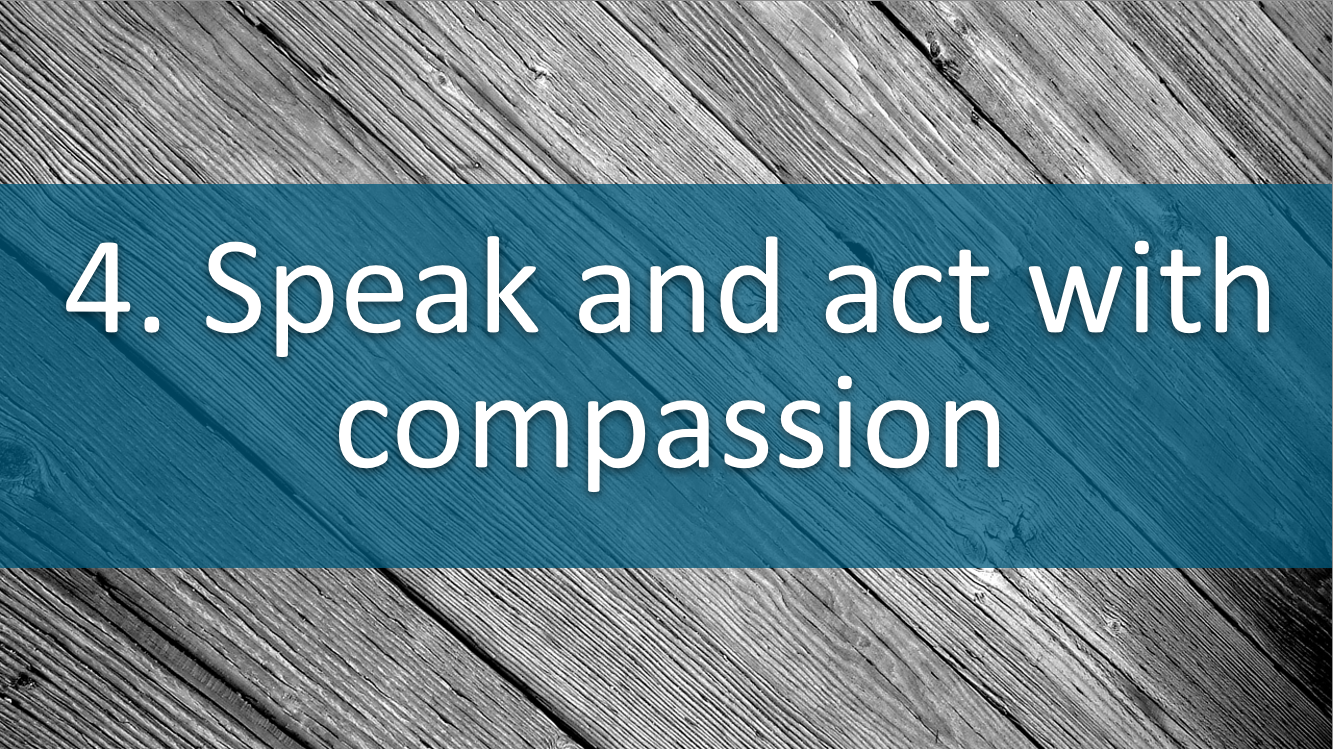 4. Speak and act with
compassion